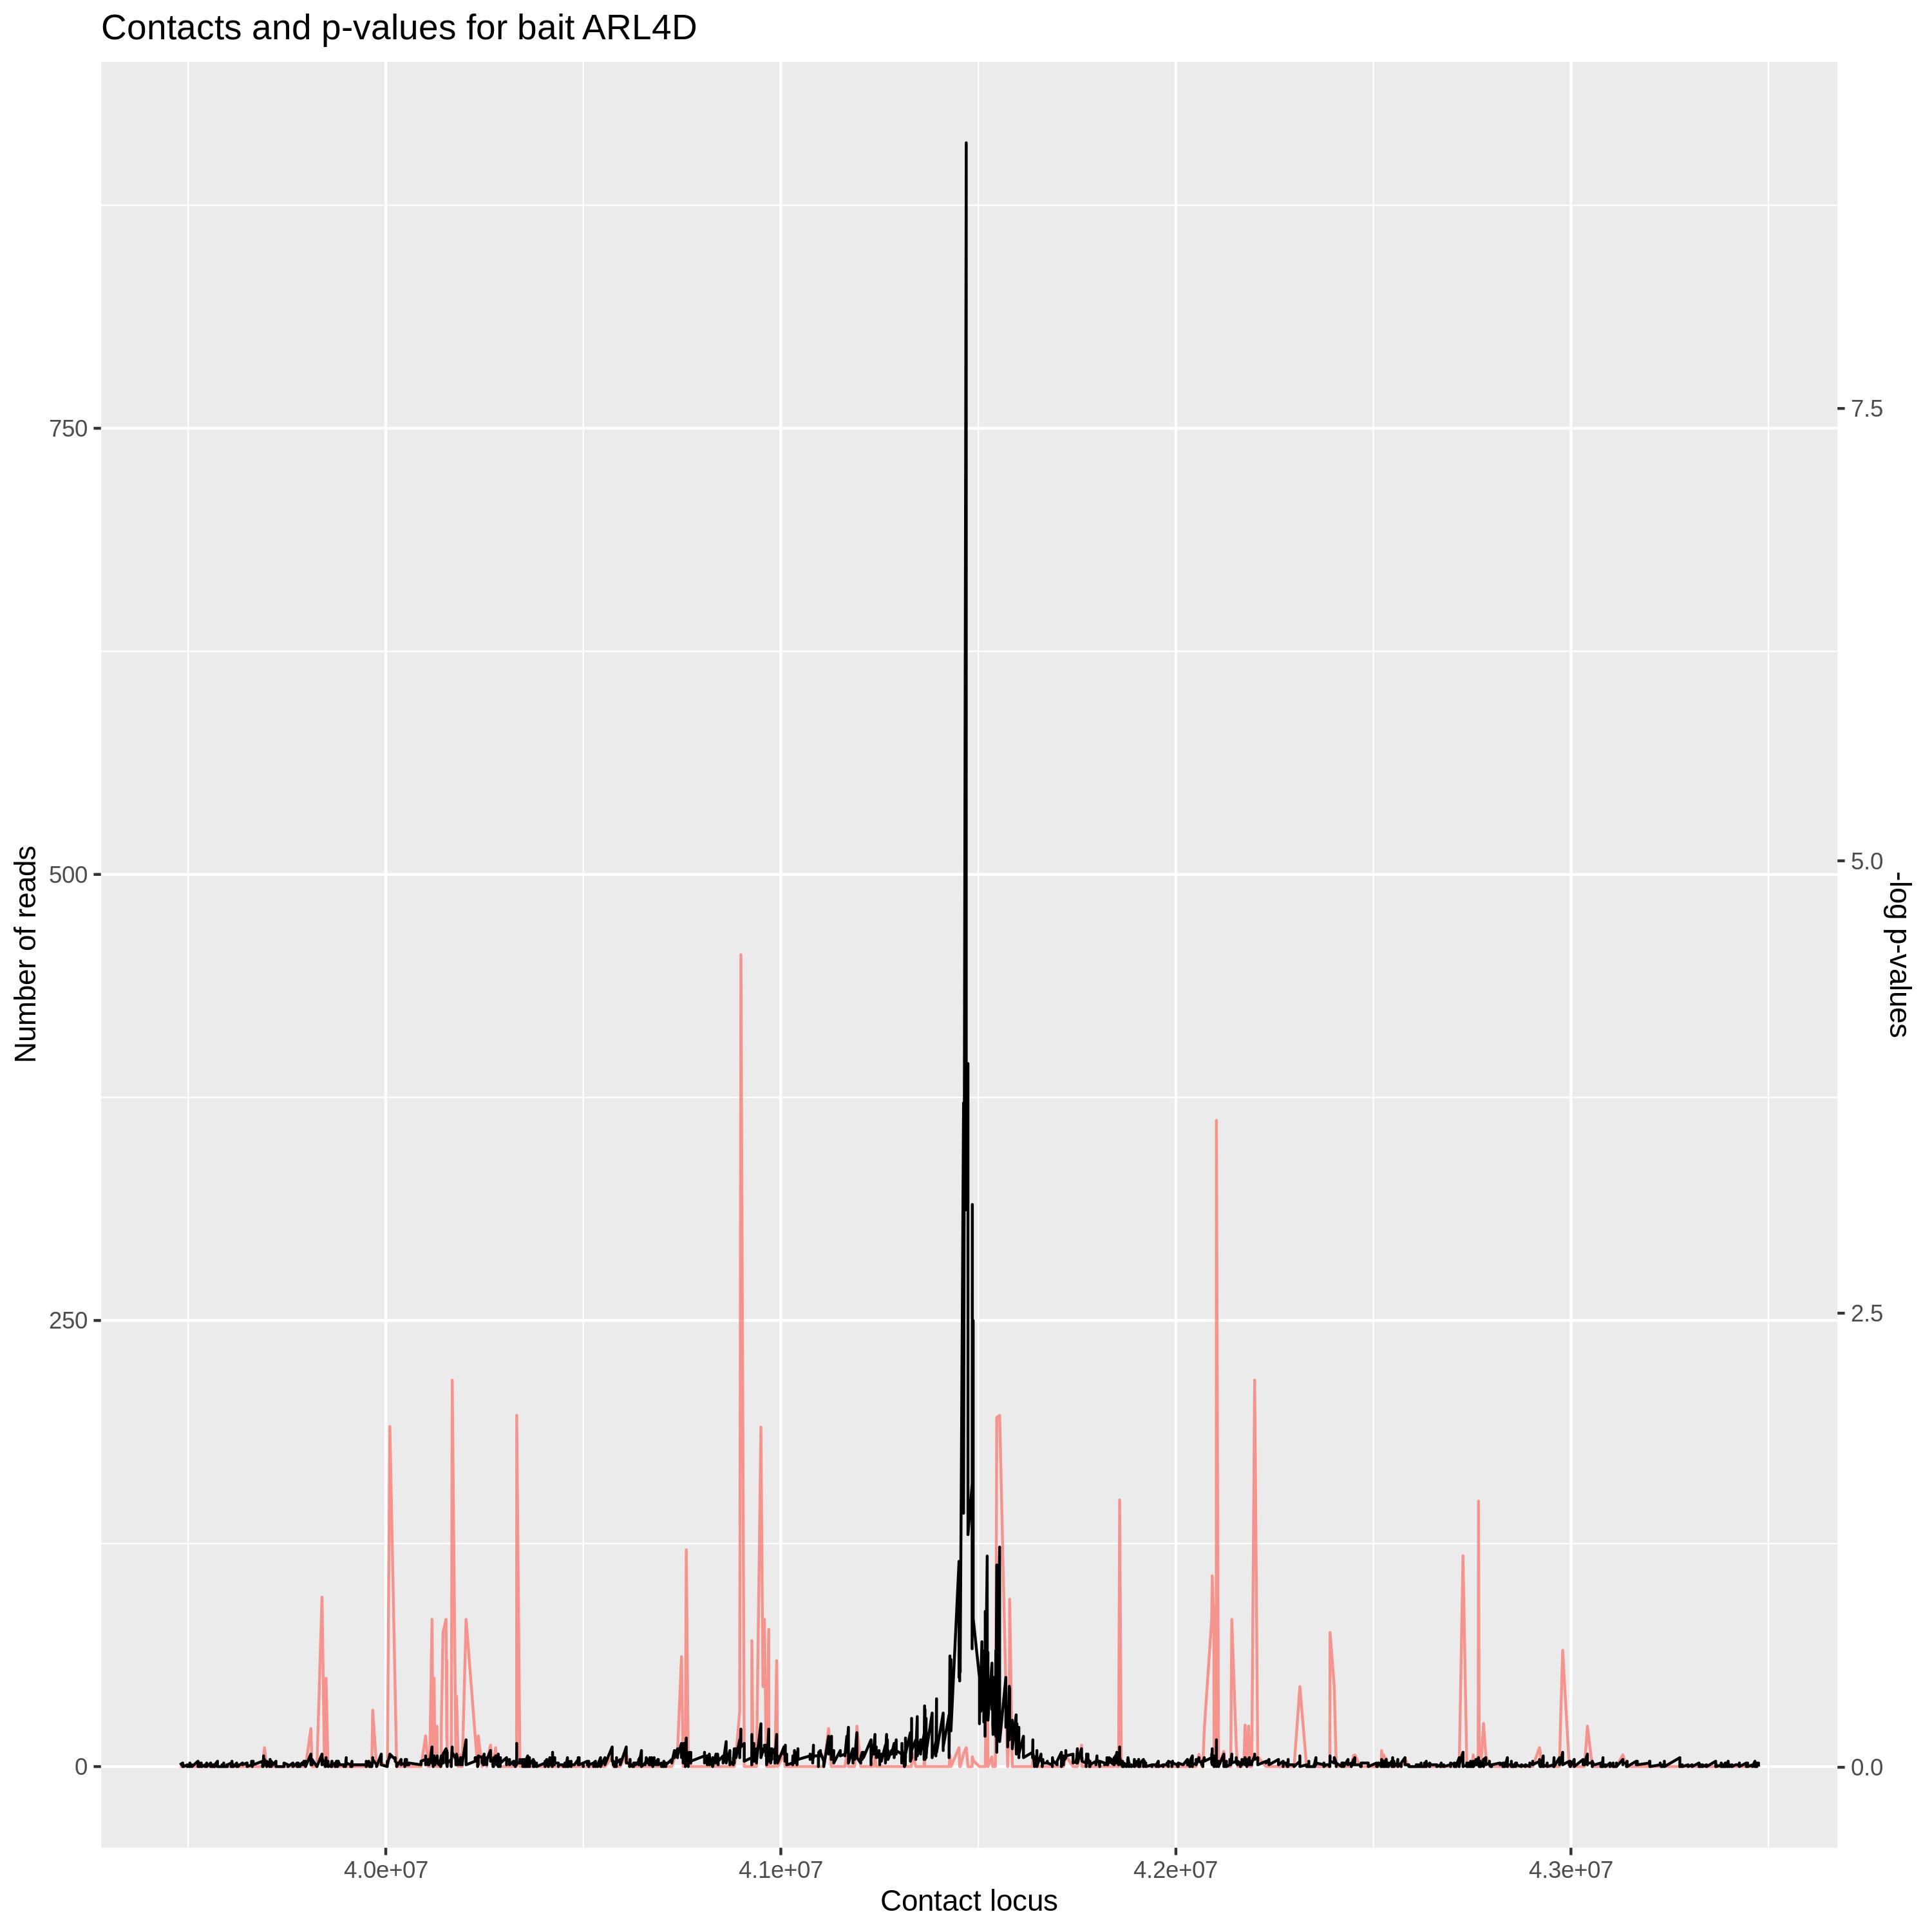 Contacts and p-values for bait ARL4D
750
500
250
0
Number of reads
7.5
5.0
2.5
0.0
-log p-values
4.0e+07
4.1e+07
4.2e+07
4.3e+07
Contact locus